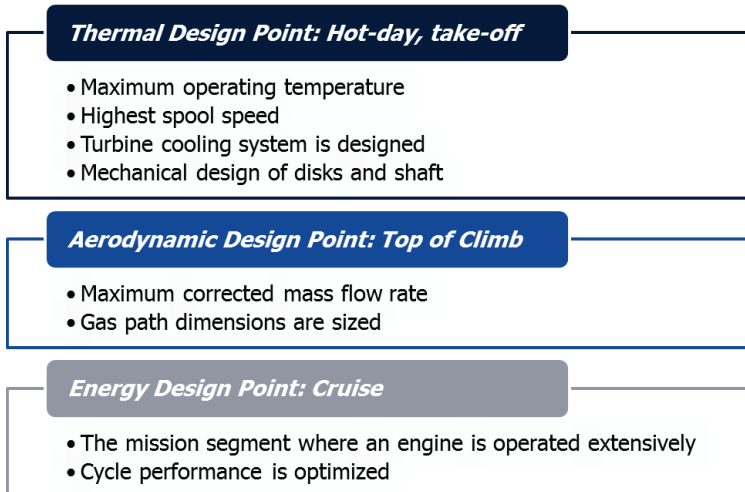 Thermal Design Point: Hot-day, take-off
• Maximum operating temperature
• Highest spool speed
• Turbine cooling system is designed
• Mechanical design of disks and shaft
Aerodynamic Design Point: Top of Climb
• Maximum corrected mass flow rate
• Gas path dimensions are sized
Energy Design Point: Cruise
• The mission segment where an engine is operated extensively
• Cycle performance is optimized